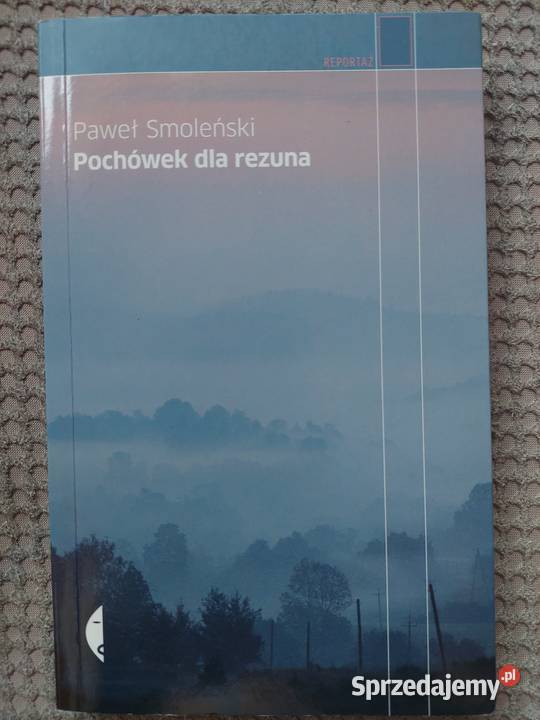 REPORTAŻ
Paweł Smoleński
Pochówek dla rezuna
Sprzedajemy.pl